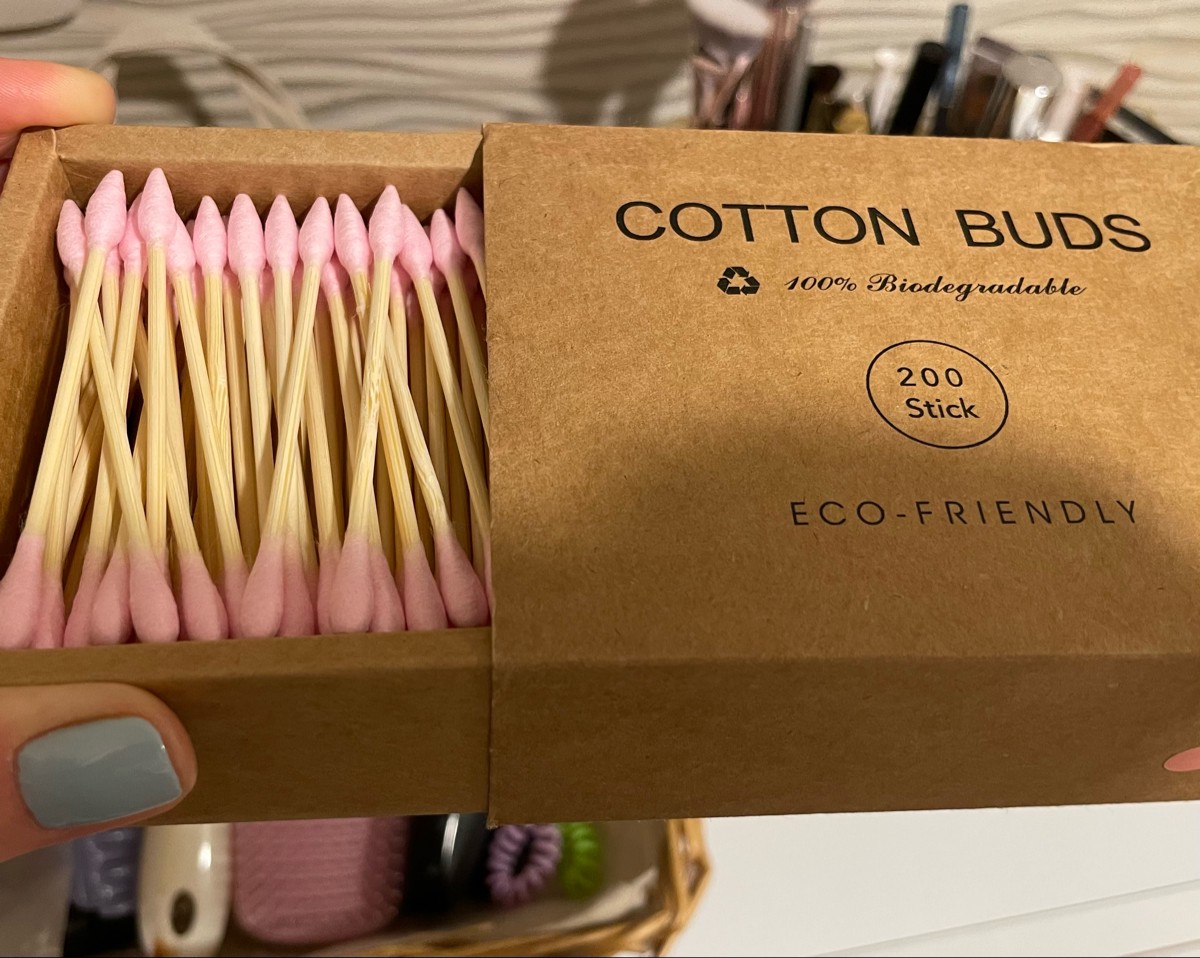 COTTON BUDS
100% Biodegradable
200
Stick
ECO-FRIENDLY